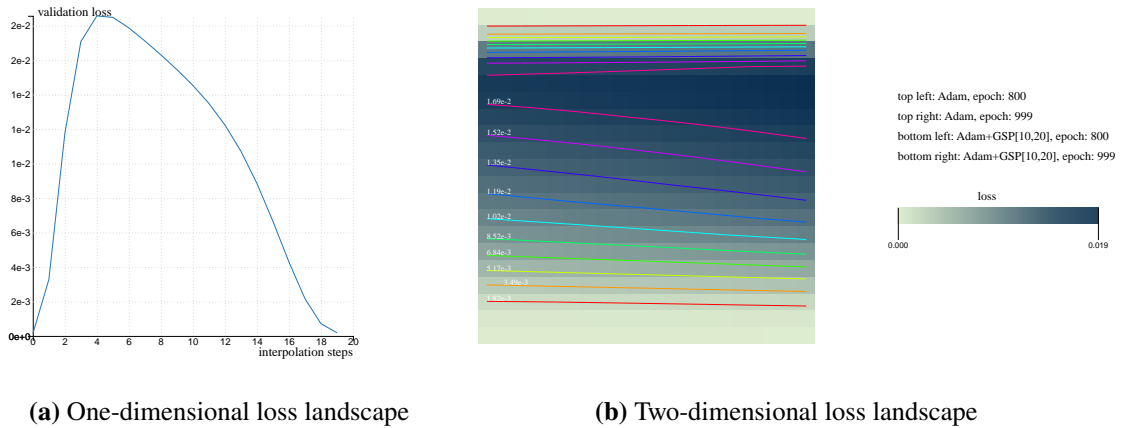 validation loss
2e-2
2e-2
1e-2
1e-2
1e-2
8e-3
6e-3
4e-3
2e-3
0e+0
0 2 4 6 8 10 12 14 16 18 20
interpolation steps
(a) One-dimensional loss landscape
1.69e-2
1.52e-2
1.35e-2
1.19e-2
1.02e-2
8.52e-3
6.84e-3
5.17e-3
3.49e-3
top left: Adam, epoch: 800
top right: Adam, epoch: 999
bottom left: Adam+GSP[10,20], epoch: 800
bottom right: Adam+GSP[10,20], epoch: 999
loss
0.000 0.019
(b) Two-dimensional loss landscape